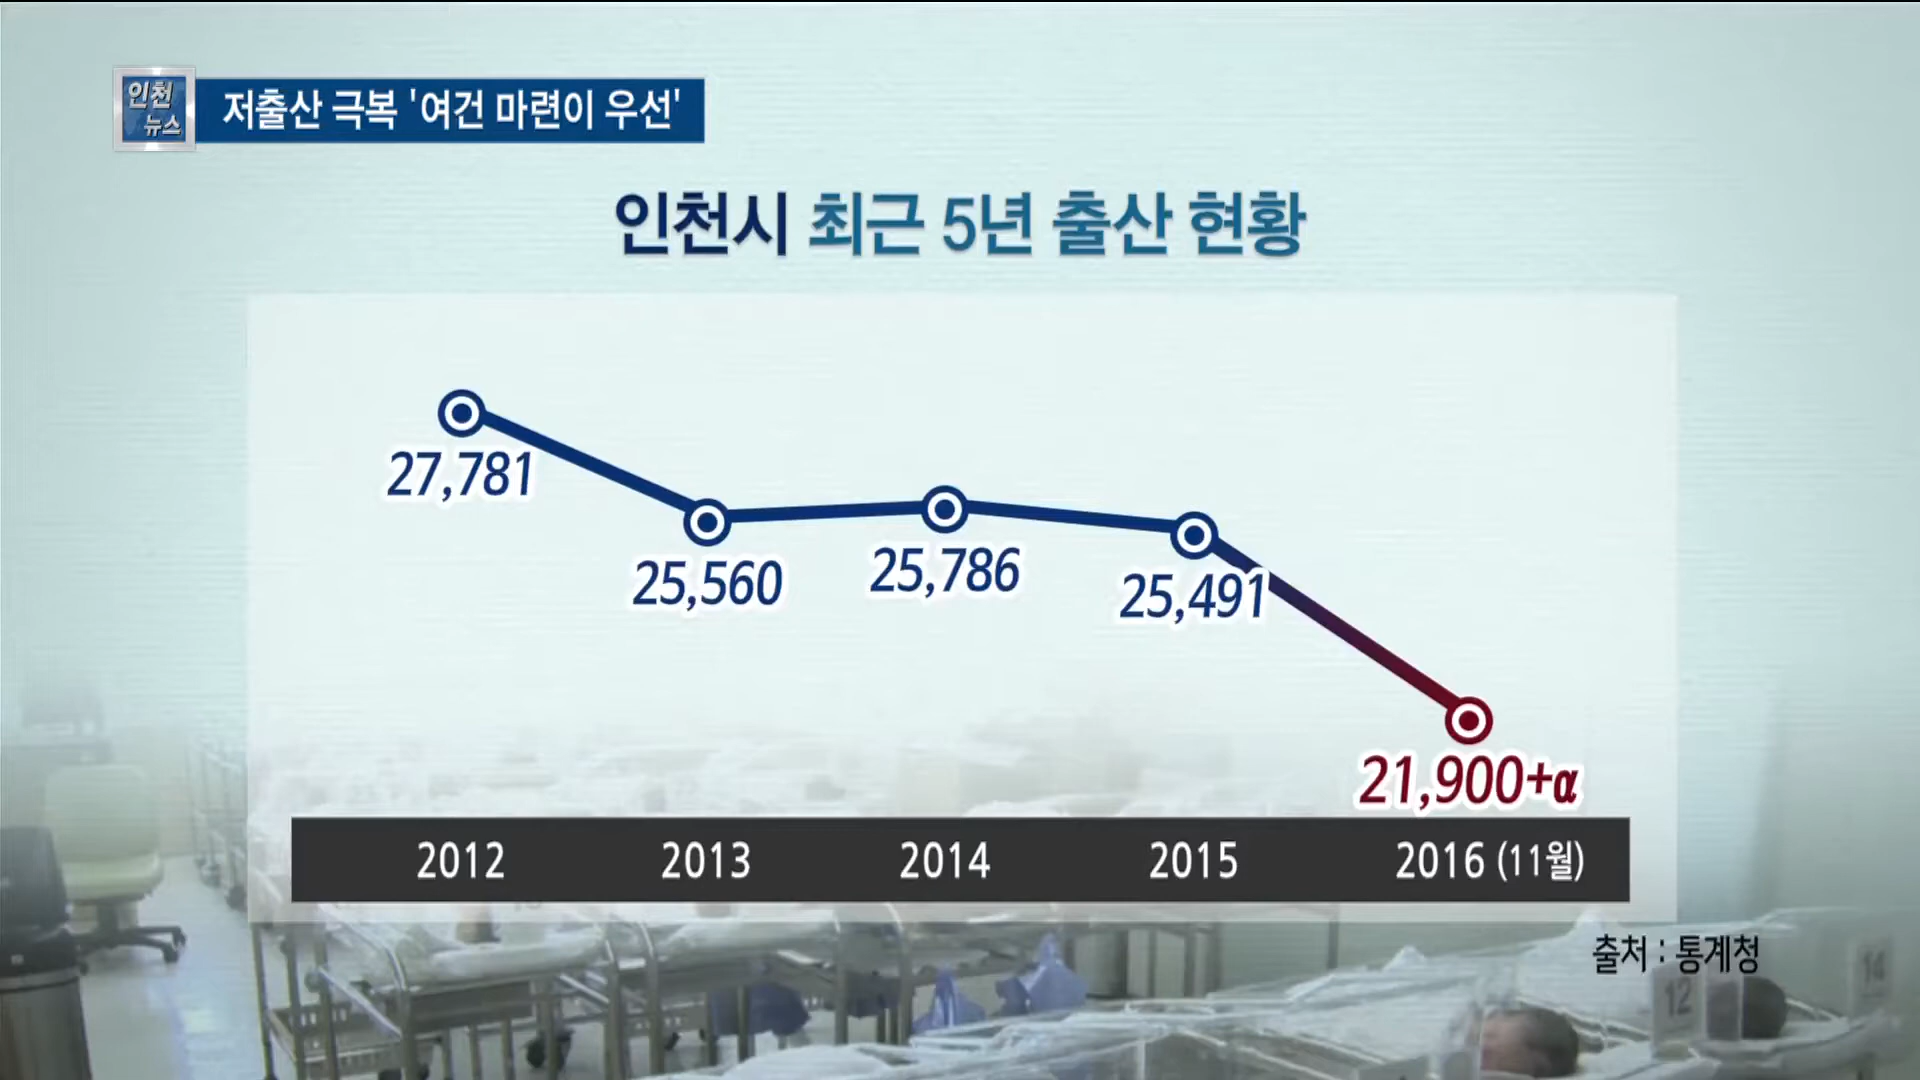 인천
뉴스
저출산 극복 '여건 마련이 우선'
인천시 최근 5년 출산 현황
27,781
25,560
25,786
25,491
21,900+α
2012
2013
2014
2015
2016 (11월)
출처 : 통계청
12
14